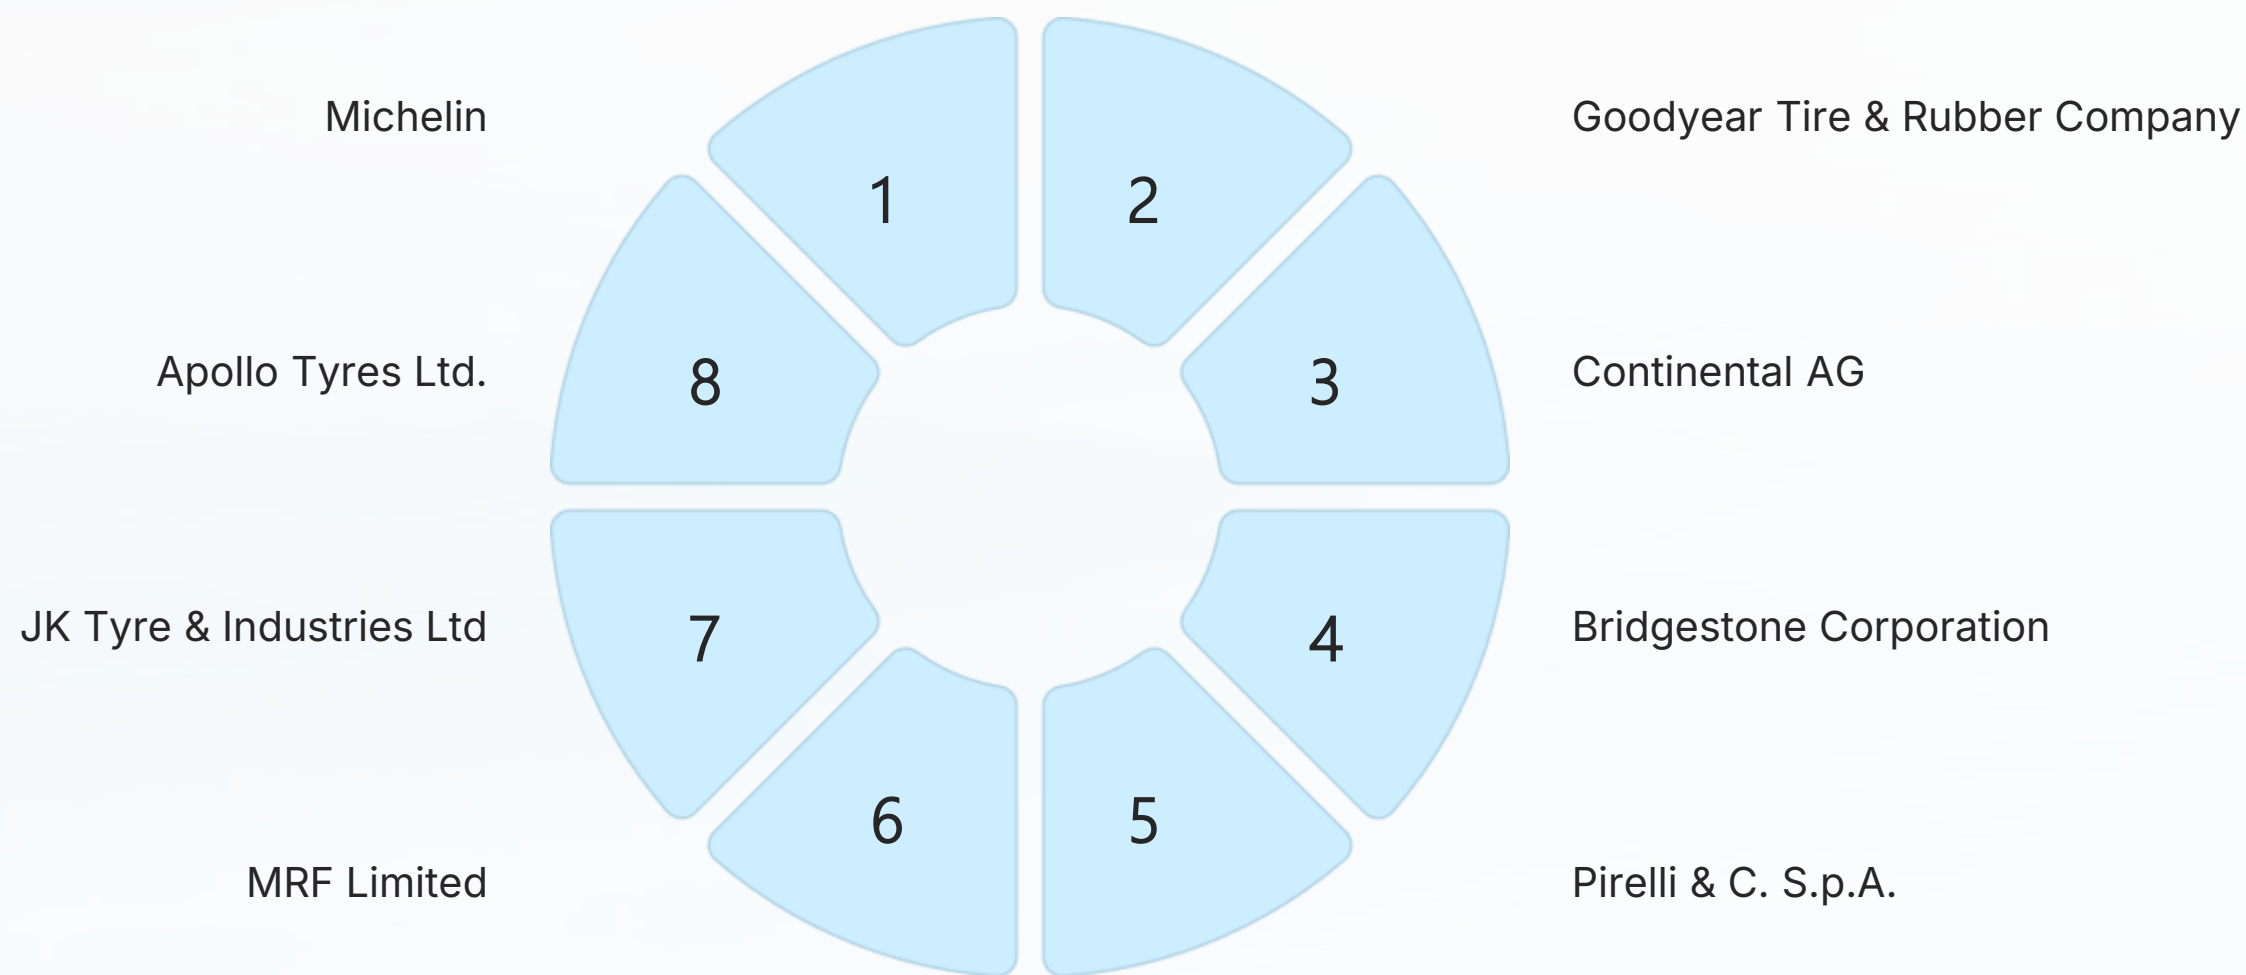 Michelin
1
2
Goodyear Tire & Rubber Company
Apollo Tyres Ltd.
8
3
Continental AG
JK Tyre & Industries Ltd
7
4
Bridgestone Corporation
MRF Limited
6
5
Pirelli & C. S.p.A.